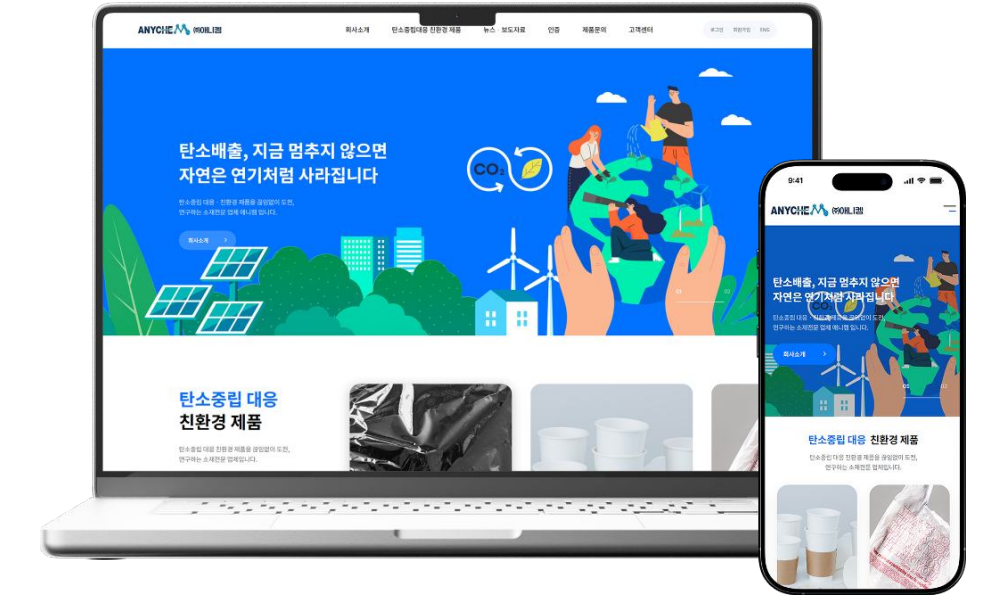 ANYCHEM ㈜애니켐
회사소개 탄소중립대응 친환경 제품 뉴스 · 보도자료 인증 제품문의 고객센터 로그인 회원가입 ENG
탄소배출, 지금 멈추지 않으면
자연은 연기처럼 사라집니다
탄소중립 대응 · 친환경 제품을 끊임없이 도전,
연구하는 소재전문 업체 애니켐 입니다.
회사소개
CO₂
01 02
탄소중립 대응
친환경 제품
탄소중립 대응 친환경 제품을 끊임없이 도전,
연구하는 소재전문 업체입니다.
9:41
ANYCHEM ㈜애니켐
탄소배출, 지금 멈추지 않으면
자연은 연기처럼 사라집니다
탄소중립 대응 · 친환경 제품을 끊임없이 도전,
연구하는 소재전문 업체 애니켐 입니다.
회사소개
CO
01 02
탄소중립 대응 친환경 제품
탄소중립 대응 친환경 제품을 끊임없이 도전,
연구하는 소재전문 업체입니다.